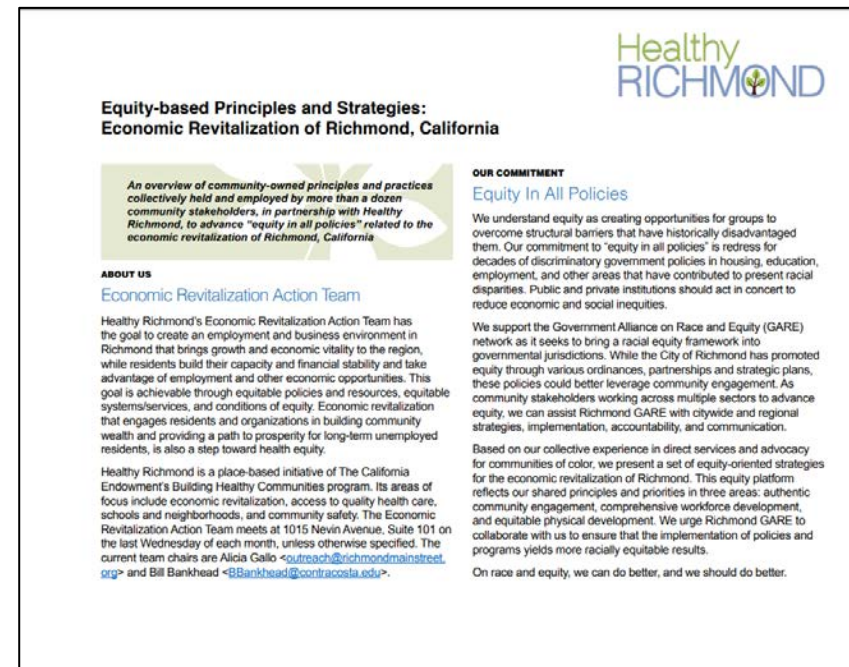 Healthy
RICHMOND
Equity-based Principles and Strategies:
Economic Revitalization of Richmond, California
An overview of community-owned principles and practices
collectively held and employed by more than a dozen
community stakeholders, in partnership with Healthy
Richmond, to advance “equity in all policies” related to the
economic revitalization of Richmond, California
ABOUT US
Economic Revitalization Action Team
Healthy Richmond's Economic Revitalization Action Team has
the goal to create an employment and business environment in
Richmond that brings growth and economic vitality to the region,
while residents build their capacity and financial stability and take
advantage of employment and other economic opportunities. This
goal is achievable through equitable policies and resources, equitable
systems/services, and conditions of equity. Economic revitalization
that engages residents and organizations in building community
wealth and providing a path to prosperity for long-term unemployed
residents, is also a step toward health equity.
Healthy Richmond is a place-based initiative of The California
Endowment's Building Healthy Communities program. Its areas of
focus include economic revitalization, access to quality health care,
schools and neighborhoods, and community safety. The Economic
Revitalization Action Team meets at 1015 Nevin Avenue, Suite 101 on
the last Wednesday of each month, unless otherwise specified. The
current team chairs are Alicia Gallo <outreach@richmondmainstreet.
org> and Bill Bankhead <BBankhead@contracosta.edu>.
OUR COMMITMENT
Equity In All Policies
We understand equity as creating opportunities for groups to
overcome structural barriers that have historically disadvantaged
them. Our commitment to “equity in all policies” is redress for
decades of discriminatory government policies in housing, education,
employment, and other areas that have contributed to present racial
disparities. Public and private institutions should act in concert to
reduce economic and social inequities.
We support the Government Alliance on Race and Equity (GARE)
network as it seeks to bring a racial equity framework into
governmental jurisdictions. While the City of Richmond has promoted
equity through various ordinances, partnerships and strategic plans,
these policies could better leverage community engagement. As
community stakeholders working across multiple sectors to advance
equity, we can assist Richmond GARE with citywide and regional
strategies, implementation, accountability, and communication.
Based on our collective experience in direct services and advocacy
for communities of color, we present a set of equity-oriented strategies
for the economic revitalization of Richmond. This equity platform
reflects our shared principles and priorities in three areas: authentic
community engagement, comprehensive workforce development,
and equitable physical development. We urge Richmond GARE to
collaborate with us to ensure that the implementation of policies and
programs yields more racially equitable results.
On race and equity, we can do better, and we should do better.